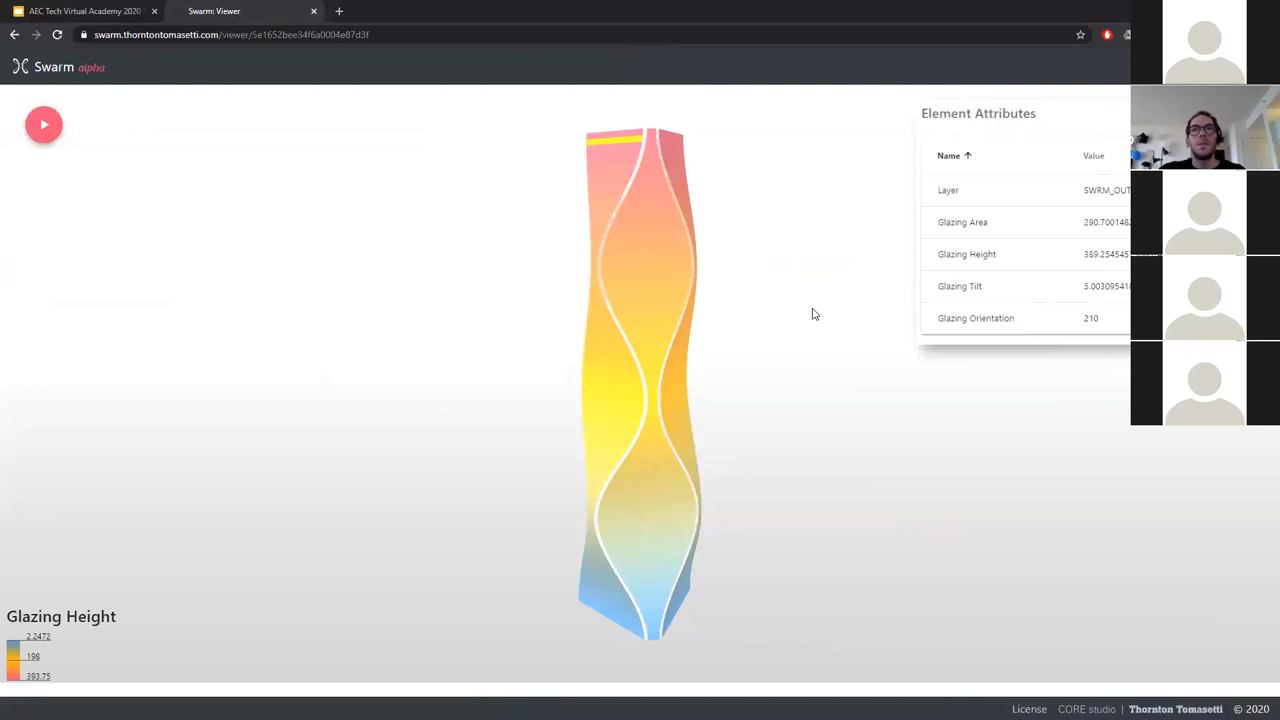 AEC Tech Virtual Academy 2020
Swarm: Viewer
swarm.thorntontomasetti.com/viewer/5e1652bee34f6a0004e87d3f
Swarm alpha
Element Attributes
Name Value
Layer SWRM_OUT
Glazing Area 290.7001482
Glazing Height 389.254545
Glazing Tilt 5.00309541
Glazing Orientation 210
Glazing Height
2.2472
198
393.75
License CORE studio | Thornton Tomasetti © 2020